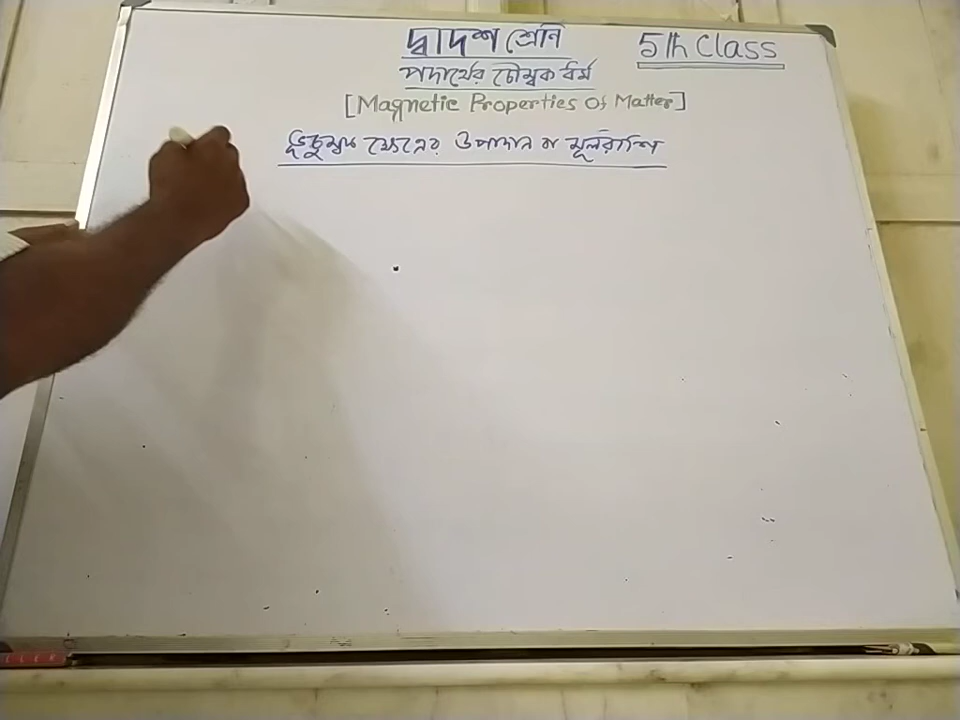 দ্বাদশ শ্রেণি
5th Class
পদার্থের চৌম্বক ধর্ম
[Magnetic Properties Of Matter]
ভূচুম্বক ক্ষেত্রের উপাদান বা মূলরাশি